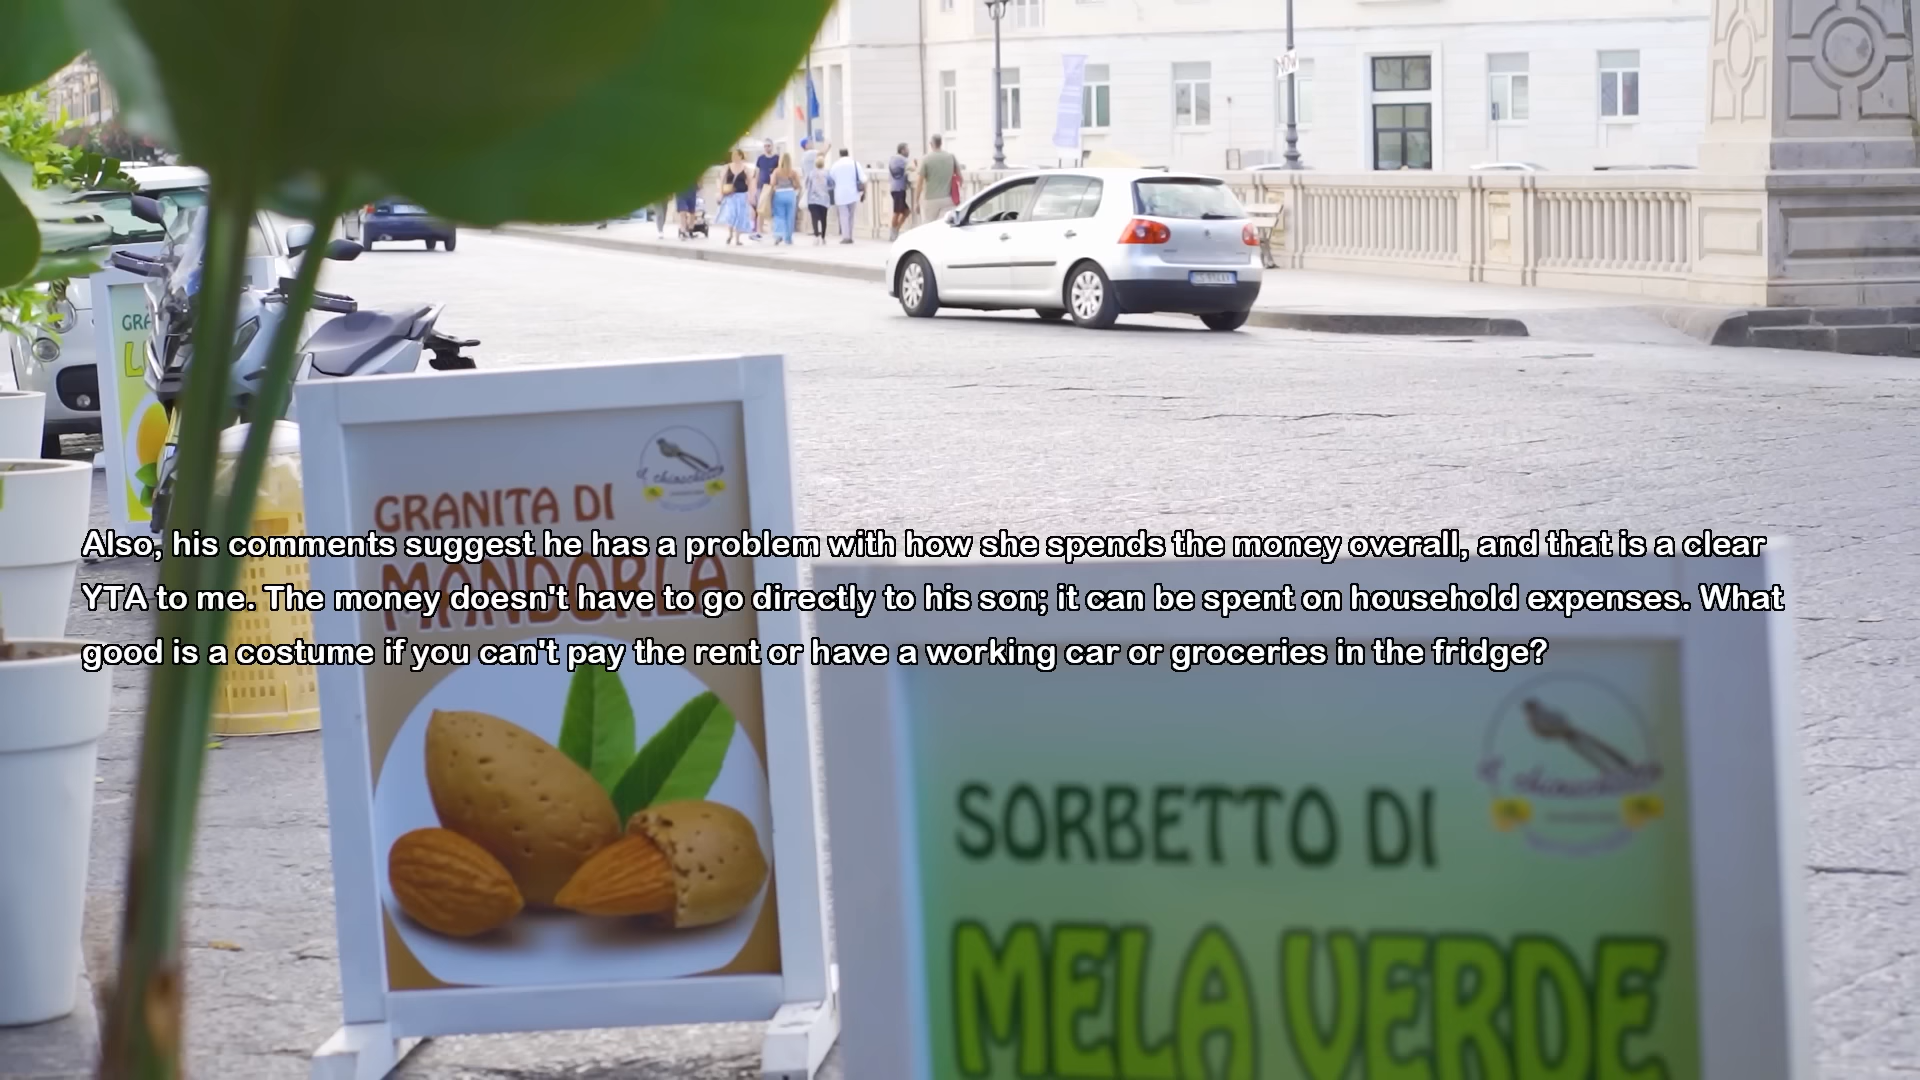 GRA
GRANITA DI
MANDORLA
Also, his comments suggest he has a problem with how she spends the money overall, and that is a clear
YTA to me. The money doesn't have to go directly to his son; it can be spent on household expenses. What
good is a costume if you can't pay the rent or have a working car or groceries in the fridge?
SORBETTO DI
MELA VERDE